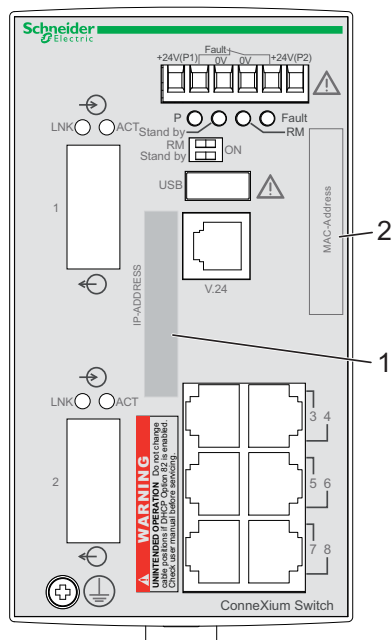 Schneider
Electric
Fault
+24V(P1) 0V 0V +24V(P2)
P Fault
Stand by RM
RM
Stand by ON
LNK ACT
USB
1
MAC-Address
2
V.24
IP-ADDRESS
1
LNK ACT
3 4
2
WARNING
UNINTENDED OPERATION Do not change
cable positions if DHCP Option 82 is enabled.
Check user manual before servicing.
5 6
7 8
ConneXium Switch